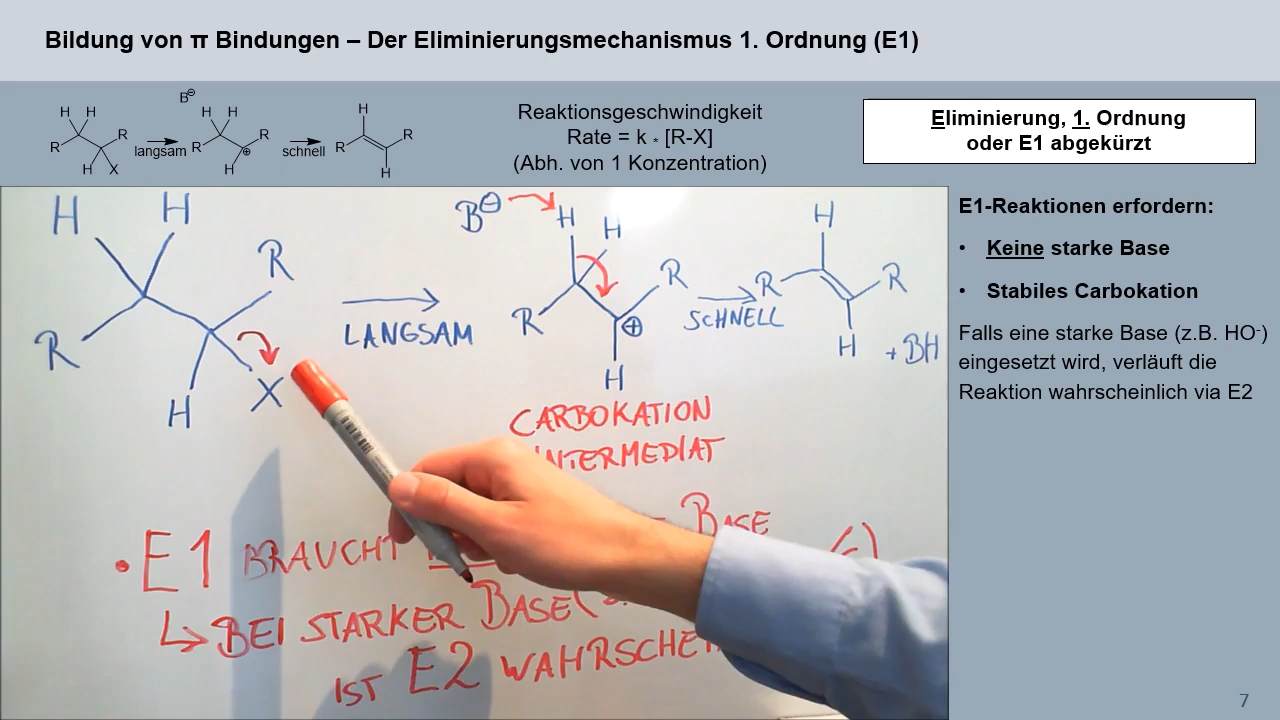 Bildung von π Bindungen – Der Eliminierungsmechanismus 1. Ordnung (E1)
H H R R H X
langsam
B⊖
H H R R H ⊕
schnell
H R R H
Reaktionsgeschwindigkeit
Rate = k * [R-X]
(Abh. von 1 Konzentration)
Eliminierung, 1. Ordnung
oder E1 abgekürzt
H H R R H X
LANGSAM
B⊖ H H R R ⊕ H
SCHNELL
H R R H + BH
CARBOKATION
INTERMEDIAT
• E1 BRAUCHT BASE
↳ BEI STARKER BASE (
IST E2
E1-Reaktionen erfordern:
• Keine starke Base
• Stabiles Carbokation
Falls eine starke Base (z.B. HO⁻)
eingesetzt wird, verläuft die
Reaktion wahrscheinlich via E2
7